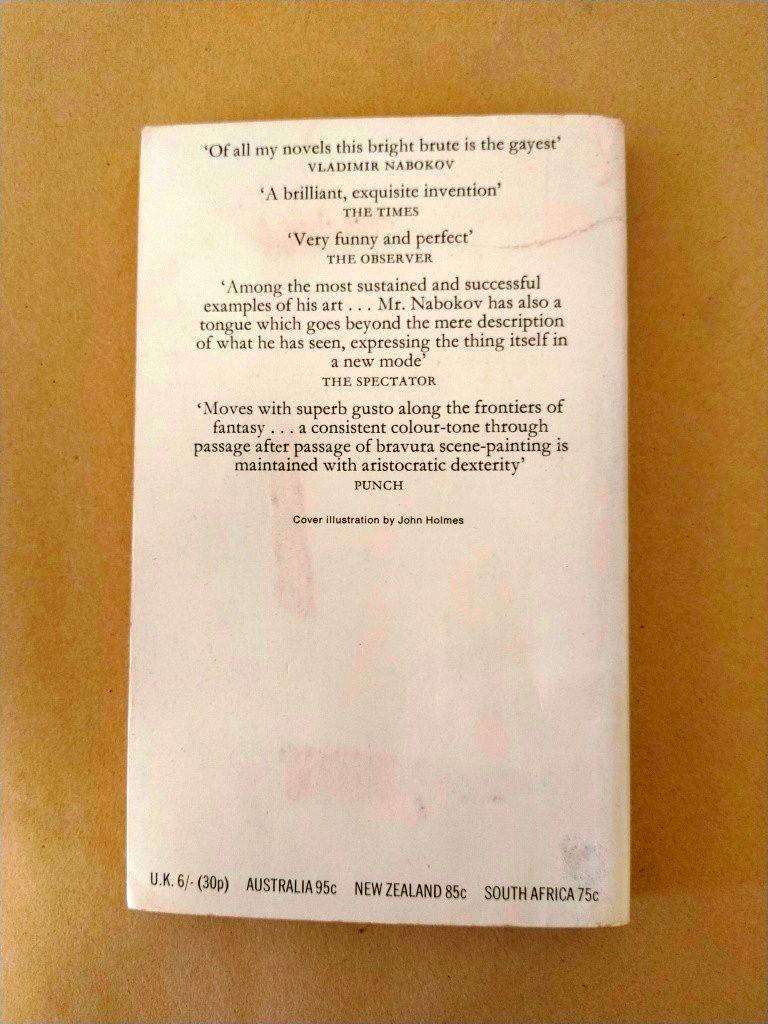 ‘Of all my novels this bright brute is the gayest’
VLADIMIR NABOKOV
‘A brilliant, exquisite invention’
THE TIMES
‘Very funny and perfect’
THE OBSERVER
‘Among the most sustained and successful
examples of his art . . . Mr. Nabokov has also a
tongue which goes beyond the mere description
of what he has seen, expressing the thing itself in
a new mode’
THE SPECTATOR
‘Moves with superb gusto along the frontiers of
fantasy . . . a consistent colour-tone through
passage after passage of bravura scene-painting is
maintained with aristocratic dexterity’
PUNCH
Cover illustration by John Holmes
U.K. 6/- (30p) AUSTRALIA 95c NEW ZEALAND 85c SOUTH AFRICA 75c